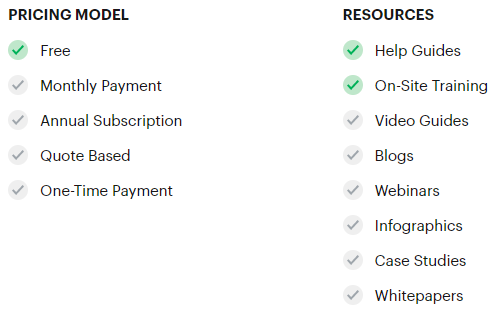 PRICING MODEL
Free
Monthly Payment
Annual Subscription
Quote Based
One-Time Payment
RESOURCES
Help Guides
On-Site Training
Video Guides
Blogs
Webinars
Infographics
Case Studies
Whitepapers